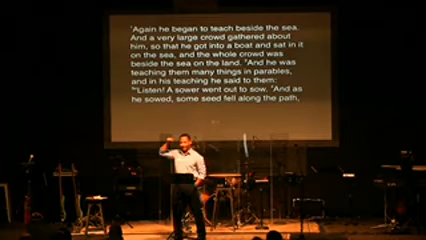 ¹Again he began to teach beside the sea.
And a very large crowd gathered about
him, so that he got into a boat and sat in it
on the sea, and the whole crowd was
beside the sea on the land. ²And he was
teaching them many things in parables,
and in his teaching he said to them:
³"Listen! A sower went out to sow. ⁴And as
he sowed, some seed fell along the path,